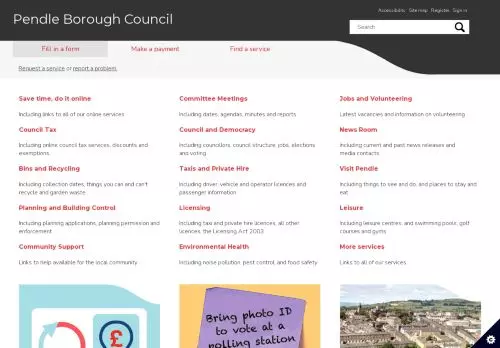 Pendle Borough Council
Accessibility Site map Register Sign in
Search
Fill in a form Make a payment Find a service
Request a service or report a problem.
Save time, do it online
Including links to all of our online services
Committee Meetings
Including dates, agendas, minutes and reports
Jobs and Volunteering
Latest vacancies and information on volunteering
Council Tax
Including online council tax services, discounts and
exemptions
Council and Democracy
Including councillors, council structure, jobs, elections
and voting
News Room
Including current and past news releases and
media contacts
Bins and Recycling
Including collection dates, things you can and can't
recycle and garden waste
Taxis and Private Hire
Including driver, vehicle and operator licences and
passenger information
Visit Pendle
Including things to see and do, and places to stay and
eat
Planning and Building Control
Including planning applications, planning permission and
enforcement
Licensing
Including taxi and private hire licences, all other
licences, the Licensing Act 2003
Leisure
Including leisure centres, and swimming pools, golf
courses and gyms
Community Support
Links to help available for the local community
Environmental Health
Including noise pollution, pest control, and food safety
More services
Links to all of our services.
£
Bring photo ID
to vote at a
polling station